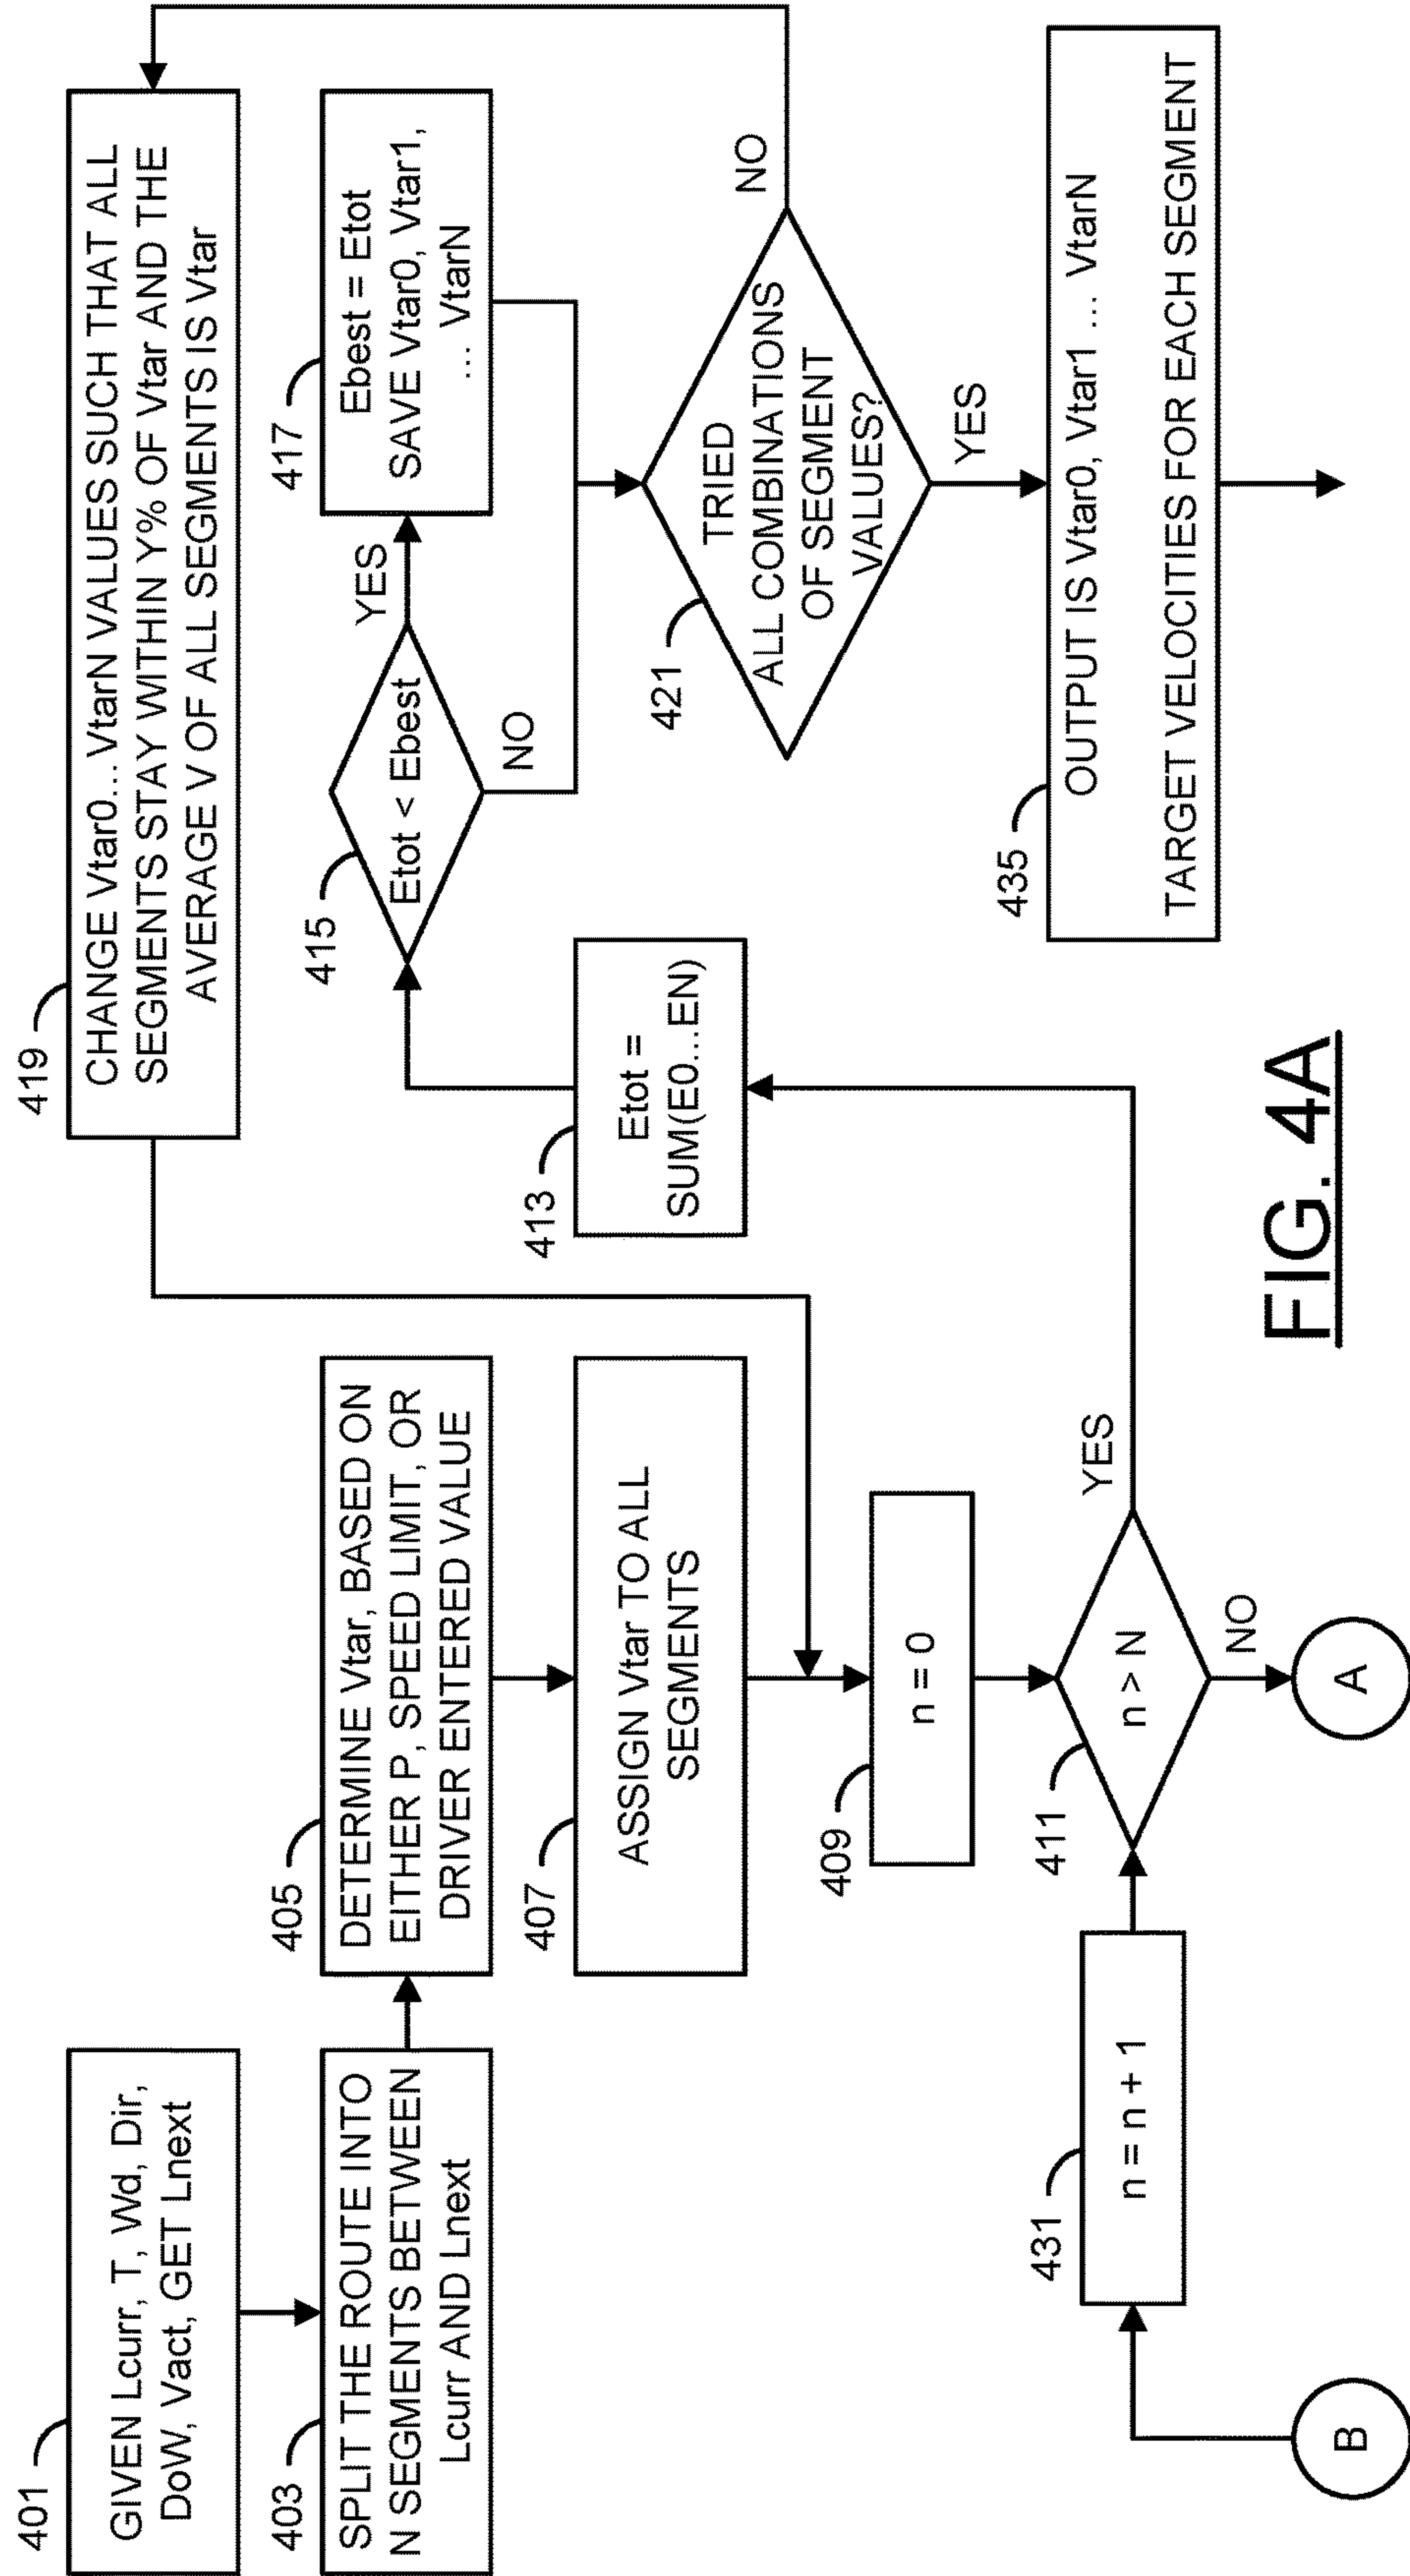 401
GIVEN Lcurr, T, Wd, Dir,
DoW, Vact, GET Lnext
403
SPLIT THE ROUTE INTO
N SEGMENTS BETWEEN
Lcurr AND Lnext
405
DETERMINE Vtar, BASED ON
EITHER P, SPEED LIMIT, OR
DRIVER ENTERED VALUE
407
ASSIGN Vtar TO ALL
SEGMENTS
409
n = 0
411
n > N
YES
NO
A
B
431
n = n + 1
413
Etot =
SUM(E0...EN)
415
Etot < Ebest
YES
NO
417
Ebest = Etot
SAVE Vtar0, Vtar1,
... VtarN
419
CHANGE Vtar0... VtarN VALUES SUCH THAT ALL
SEGMENTS STAY WITHIN Y% OF Vtar AND THE
AVERAGE V OF ALL SEGMENTS IS Vtar
421
TRIED
ALL COMBINATIONS
OF SEGMENT
VALUES?
NO
YES
435
OUTPUT IS Vtar0, Vtar1 ... VtarN
TARGET VELOCITIES FOR EACH SEGMENT
FIG. 4A